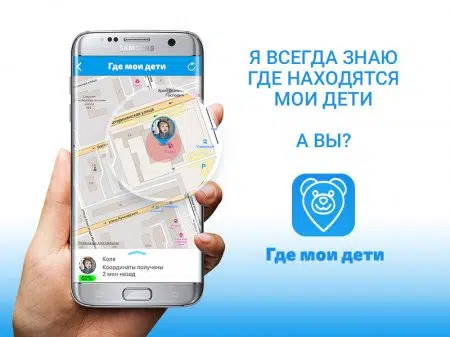 SAMSUNG
Где мои дети
Я ВСЕГДА ЗНАЮ
ГДЕ НАХОДЯТСЯ
МОИ ДЕТИ
А ВЫ?
Где мои дети
Коля
Координаты получены
2 мин назад